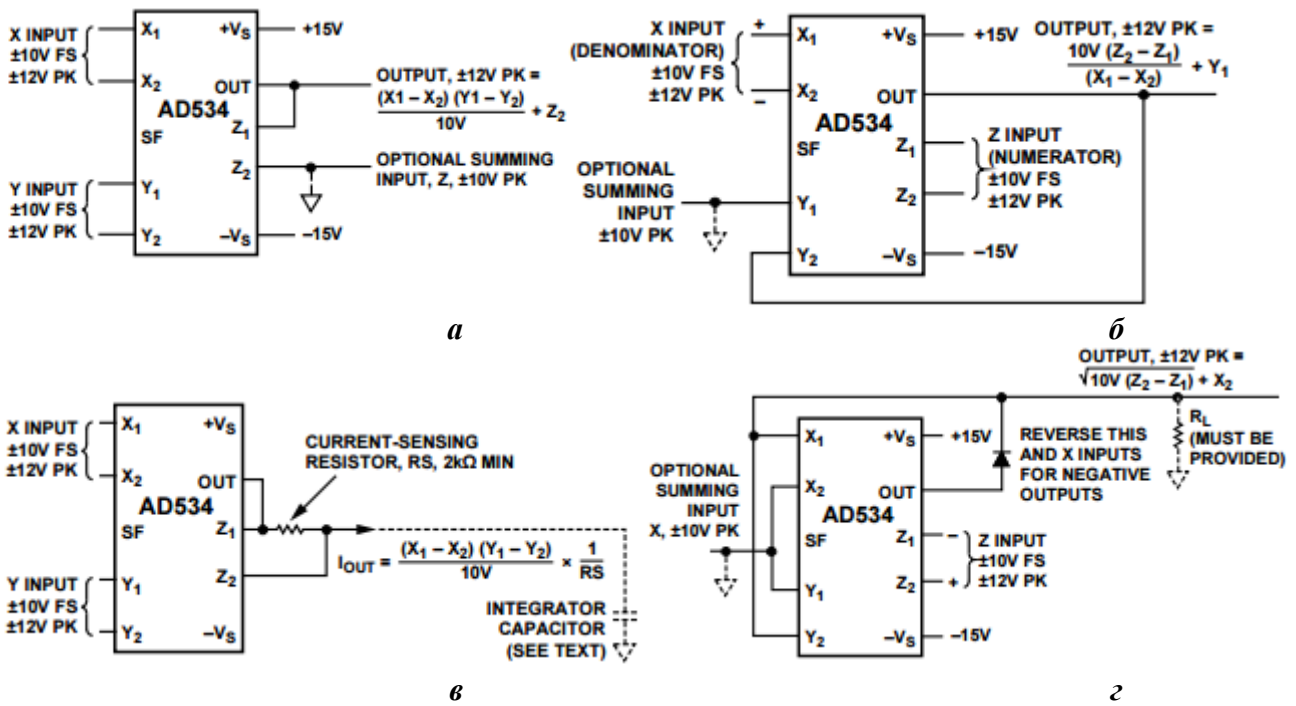 X INPUT
±10V FS
±12V PK
X1
X2
SF
Y INPUT
±10V FS
±12V PK
Y1
Y2
AD534
+VS
+15V
OUT
Z1
Z2
–VS
–15V
OUTPUT, ±12V PK =
(X1 – X2) (Y1 – Y2)
10V
+ Z2
OPTIONAL SUMMING
INPUT, Z, ±10V PK
а
X INPUT
(DENOMINATOR)
±10V FS
±12V PK
+
–
OPTIONAL
SUMMING
INPUT
±10V PK
X1
X2
SF
Y1
Y2
AD534
+VS
+15V
OUT
Z1
Z2
–VS
–15V
OUTPUT, ±12V PK =
10V (Z2 – Z1)
(X1 – X2)
+ Y1
Z INPUT
(NUMERATOR)
±10V FS
±12V PK
б
X INPUT
±10V FS
±12V PK
Y INPUT
±10V FS
±12V PK
X1
X2
SF
Y1
Y2
AD534
+VS
OUT
Z1
Z2
–VS
CURRENT-SENSING
RESISTOR, RS, 2kΩ MIN
IOUT = (X1 – X2) (Y1 – Y2)
10V
× 1
RS
INTEGRATOR
CAPACITOR
(SEE TEXT)
в
OUTPUT, ±12V PK =
√10V (Z2 – Z1) + X2
OPTIONAL
SUMMING
INPUT
X, ±10V PK
X1
X2
SF
Y1
Y2
AD534
+VS
+15V
OUT
Z1
Z2
–VS
–15V
REVERSE THIS
AND X INPUTS
FOR NEGATIVE
OUTPUTS
RL
(MUST BE
PROVIDED)
–
+
Z INPUT
±10V FS
±12V PK
г